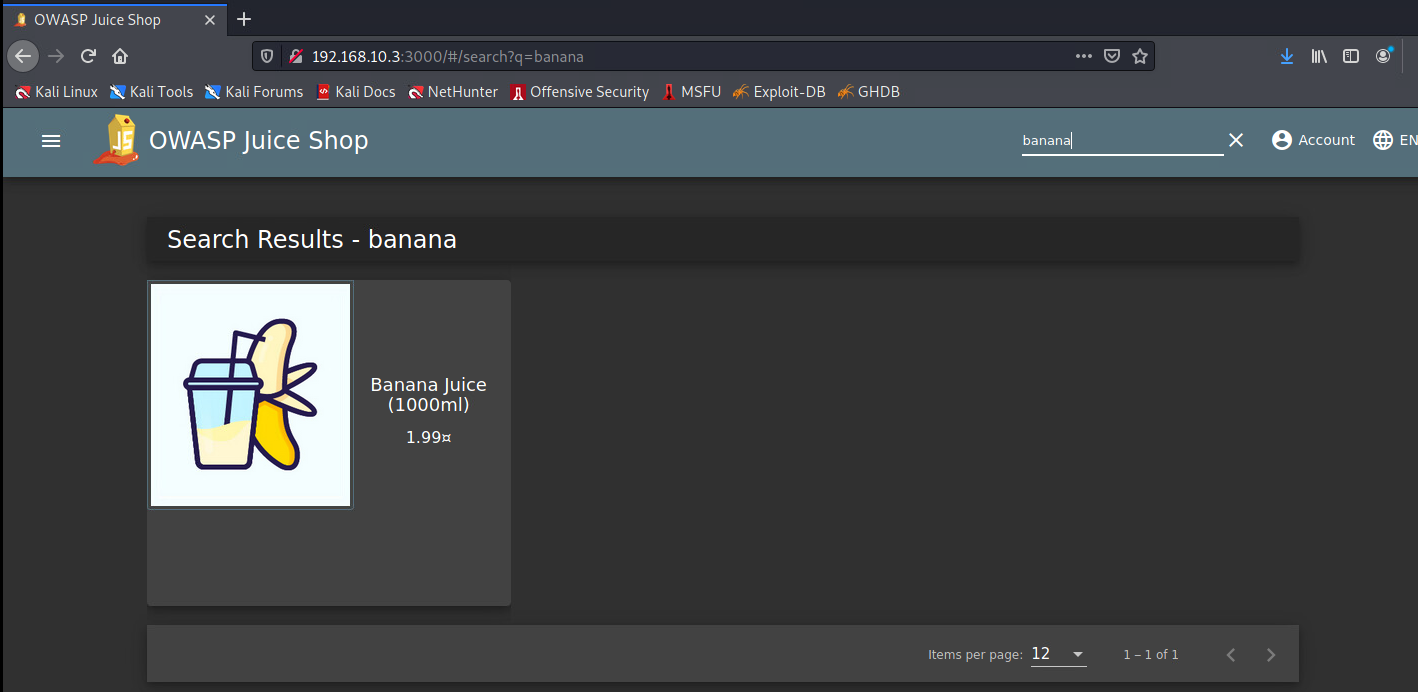 OWASP Juice Shop
192.168.10.3:3000/#/search?q=banana
Kali Linux Kali Tools Kali Forums Kali Docs NetHunter Offensive Security MSFU Exploit-DB GHDB
JS OWASP Juice Shop banana Account EN
Search Results - banana
Banana Juice
(1000ml)
1.99¤
Items per page: 12 1 – 1 of 1